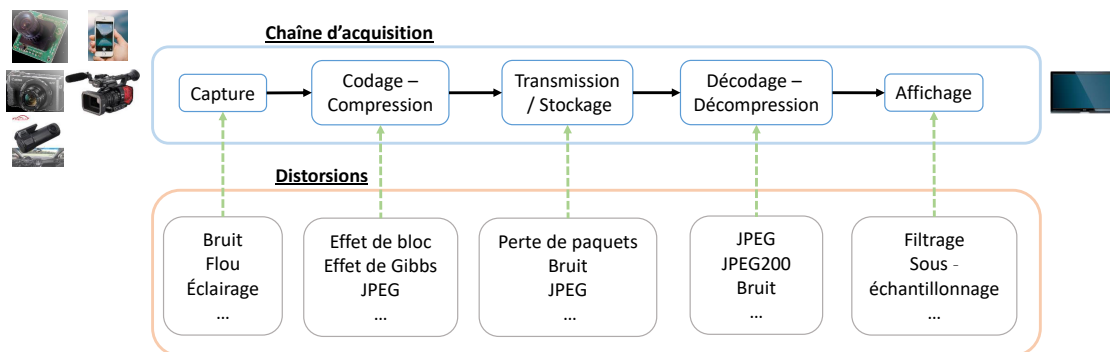 Chaîne d'acquisition
Capture
Codage –
Compression
Transmission
/ Stockage
Décodage –
Décompression
Affichage
Distorsions
Bruit
Flou
Éclairage
...
Effet de bloc
Effet de Gibbs
JPEG
...
Perte de paquets
Bruit
JPEG
...
JPEG
JPEG200
Bruit
...
Filtrage
Sous -
échantillonnage
...